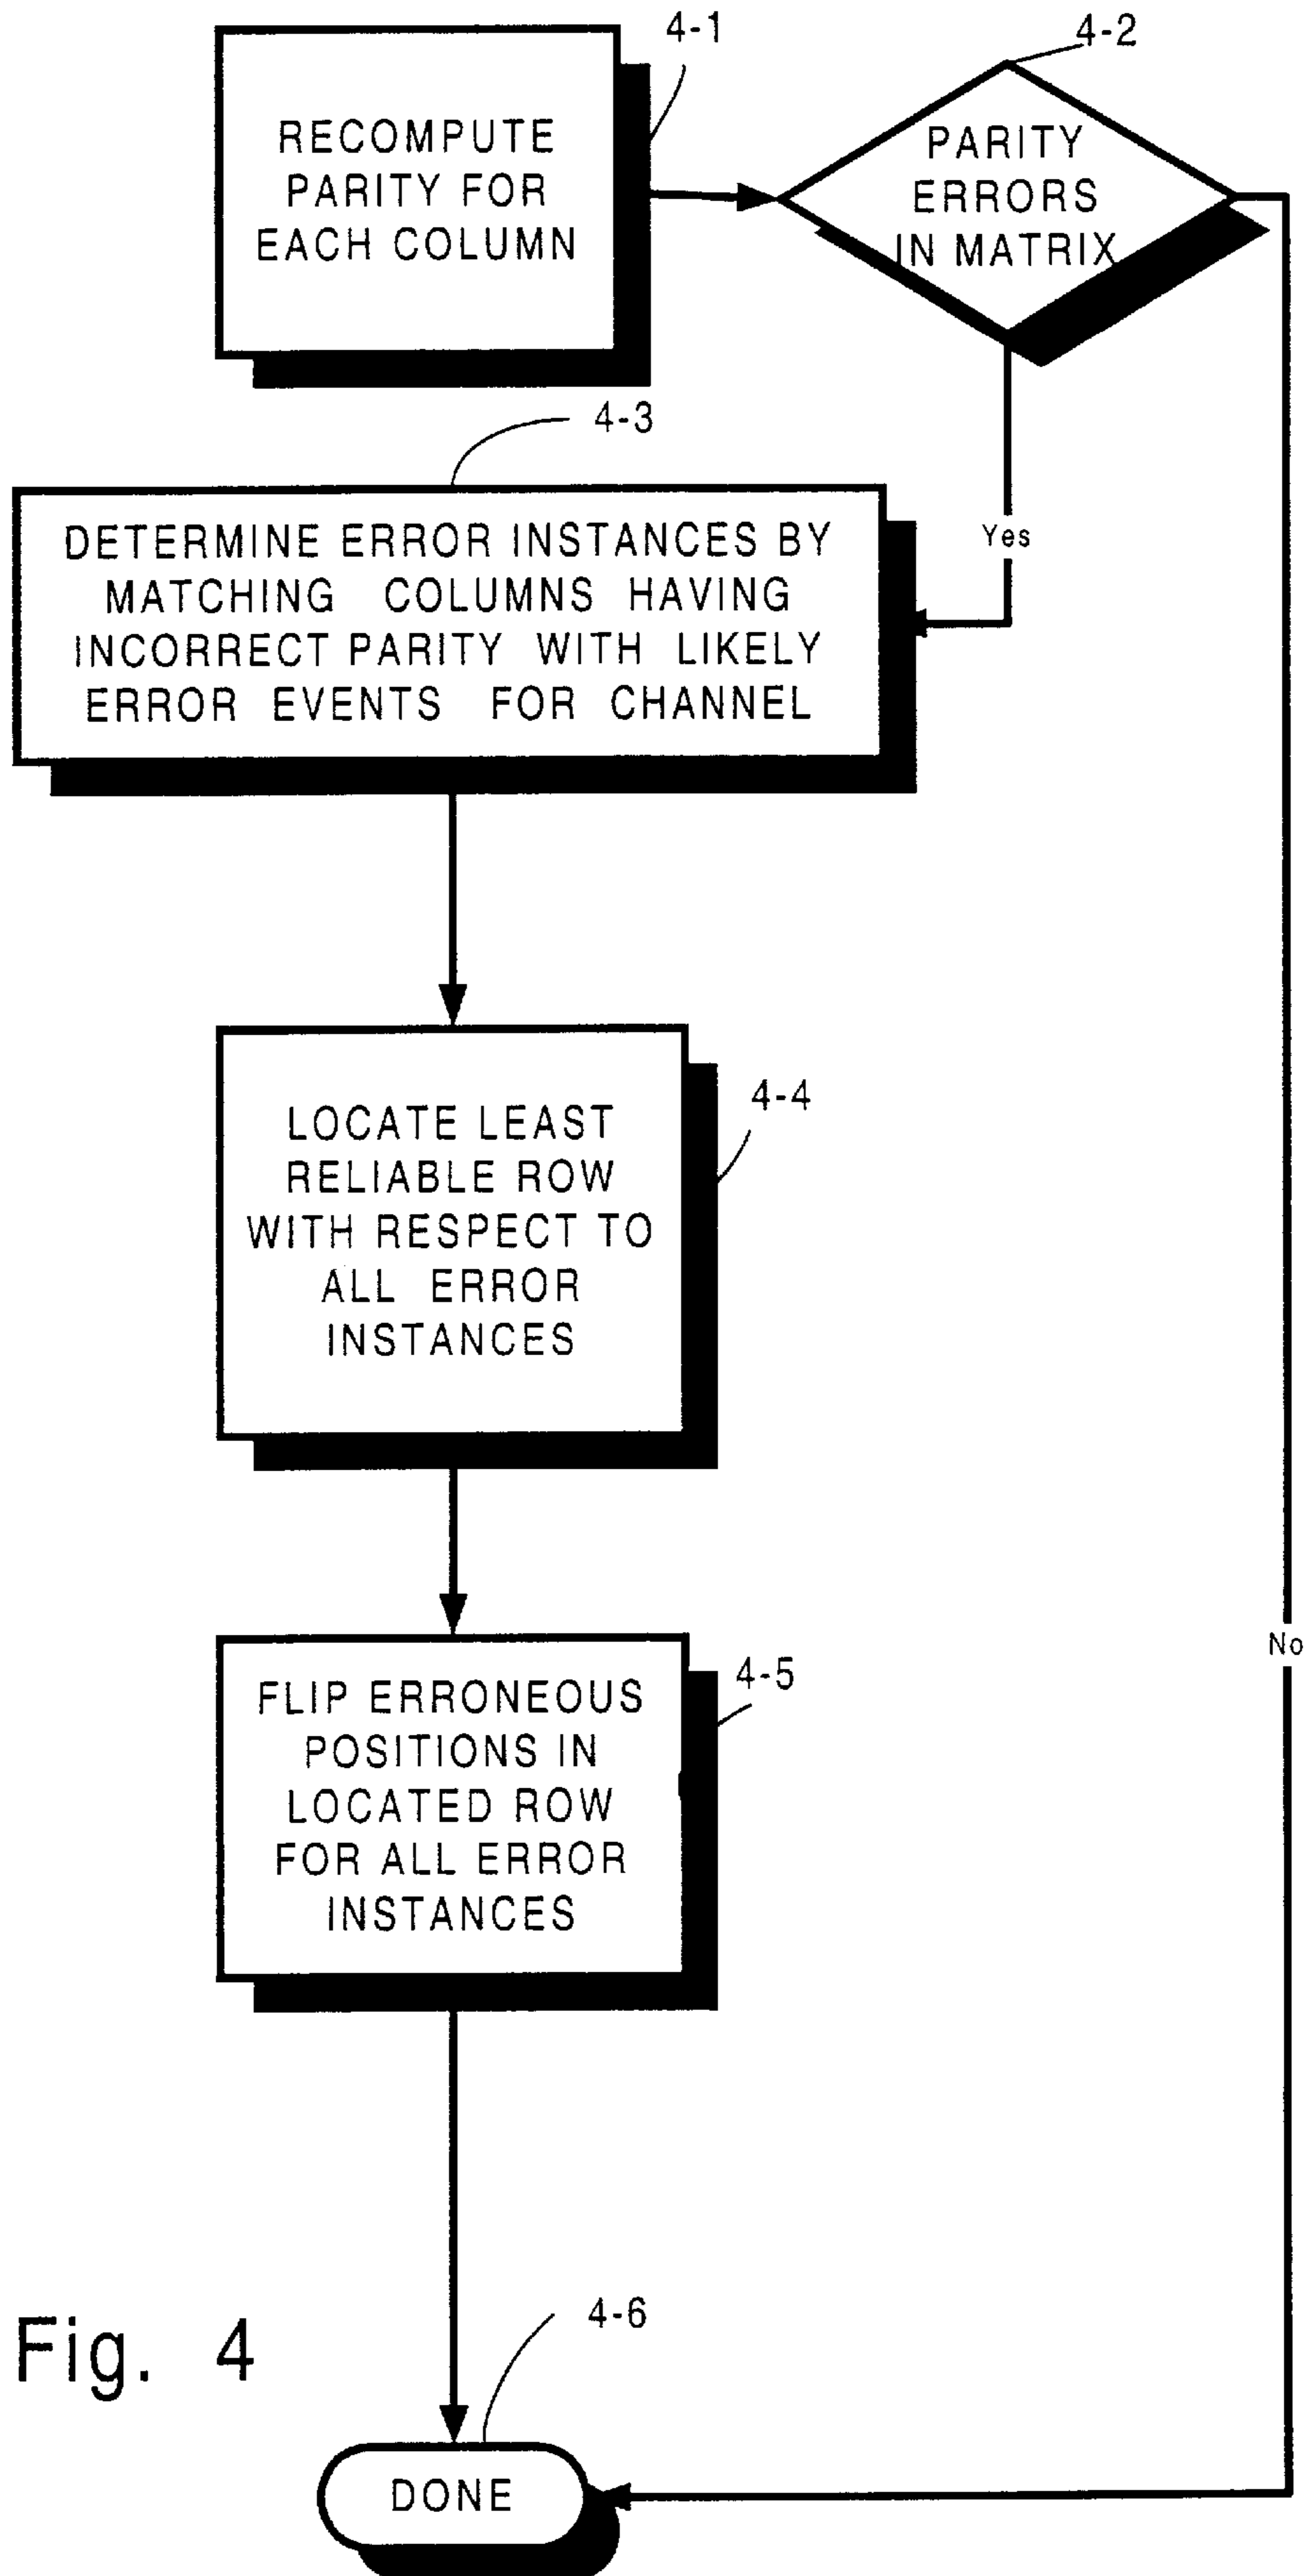 4-1
4-2
RECOMPUTE
PARITY FOR
EACH COLUMN
PARITY
ERRORS
IN MATRIX
4-3
Yes
DETERMINE ERROR INSTANCES BY
MATCHING COLUMNS HAVING
INCORRECT PARITY WITH LIKELY
ERROR EVENTS FOR CHANNEL
4-4
LOCATE LEAST
RELIABLE ROW
WITH RESPECT TO
ALL ERROR
INSTANCES
No
4-5
FLIP ERRONEOUS
POSITIONS IN
LOCATED ROW
FOR ALL ERROR
INSTANCES
4-6
Fig. 4
DONE